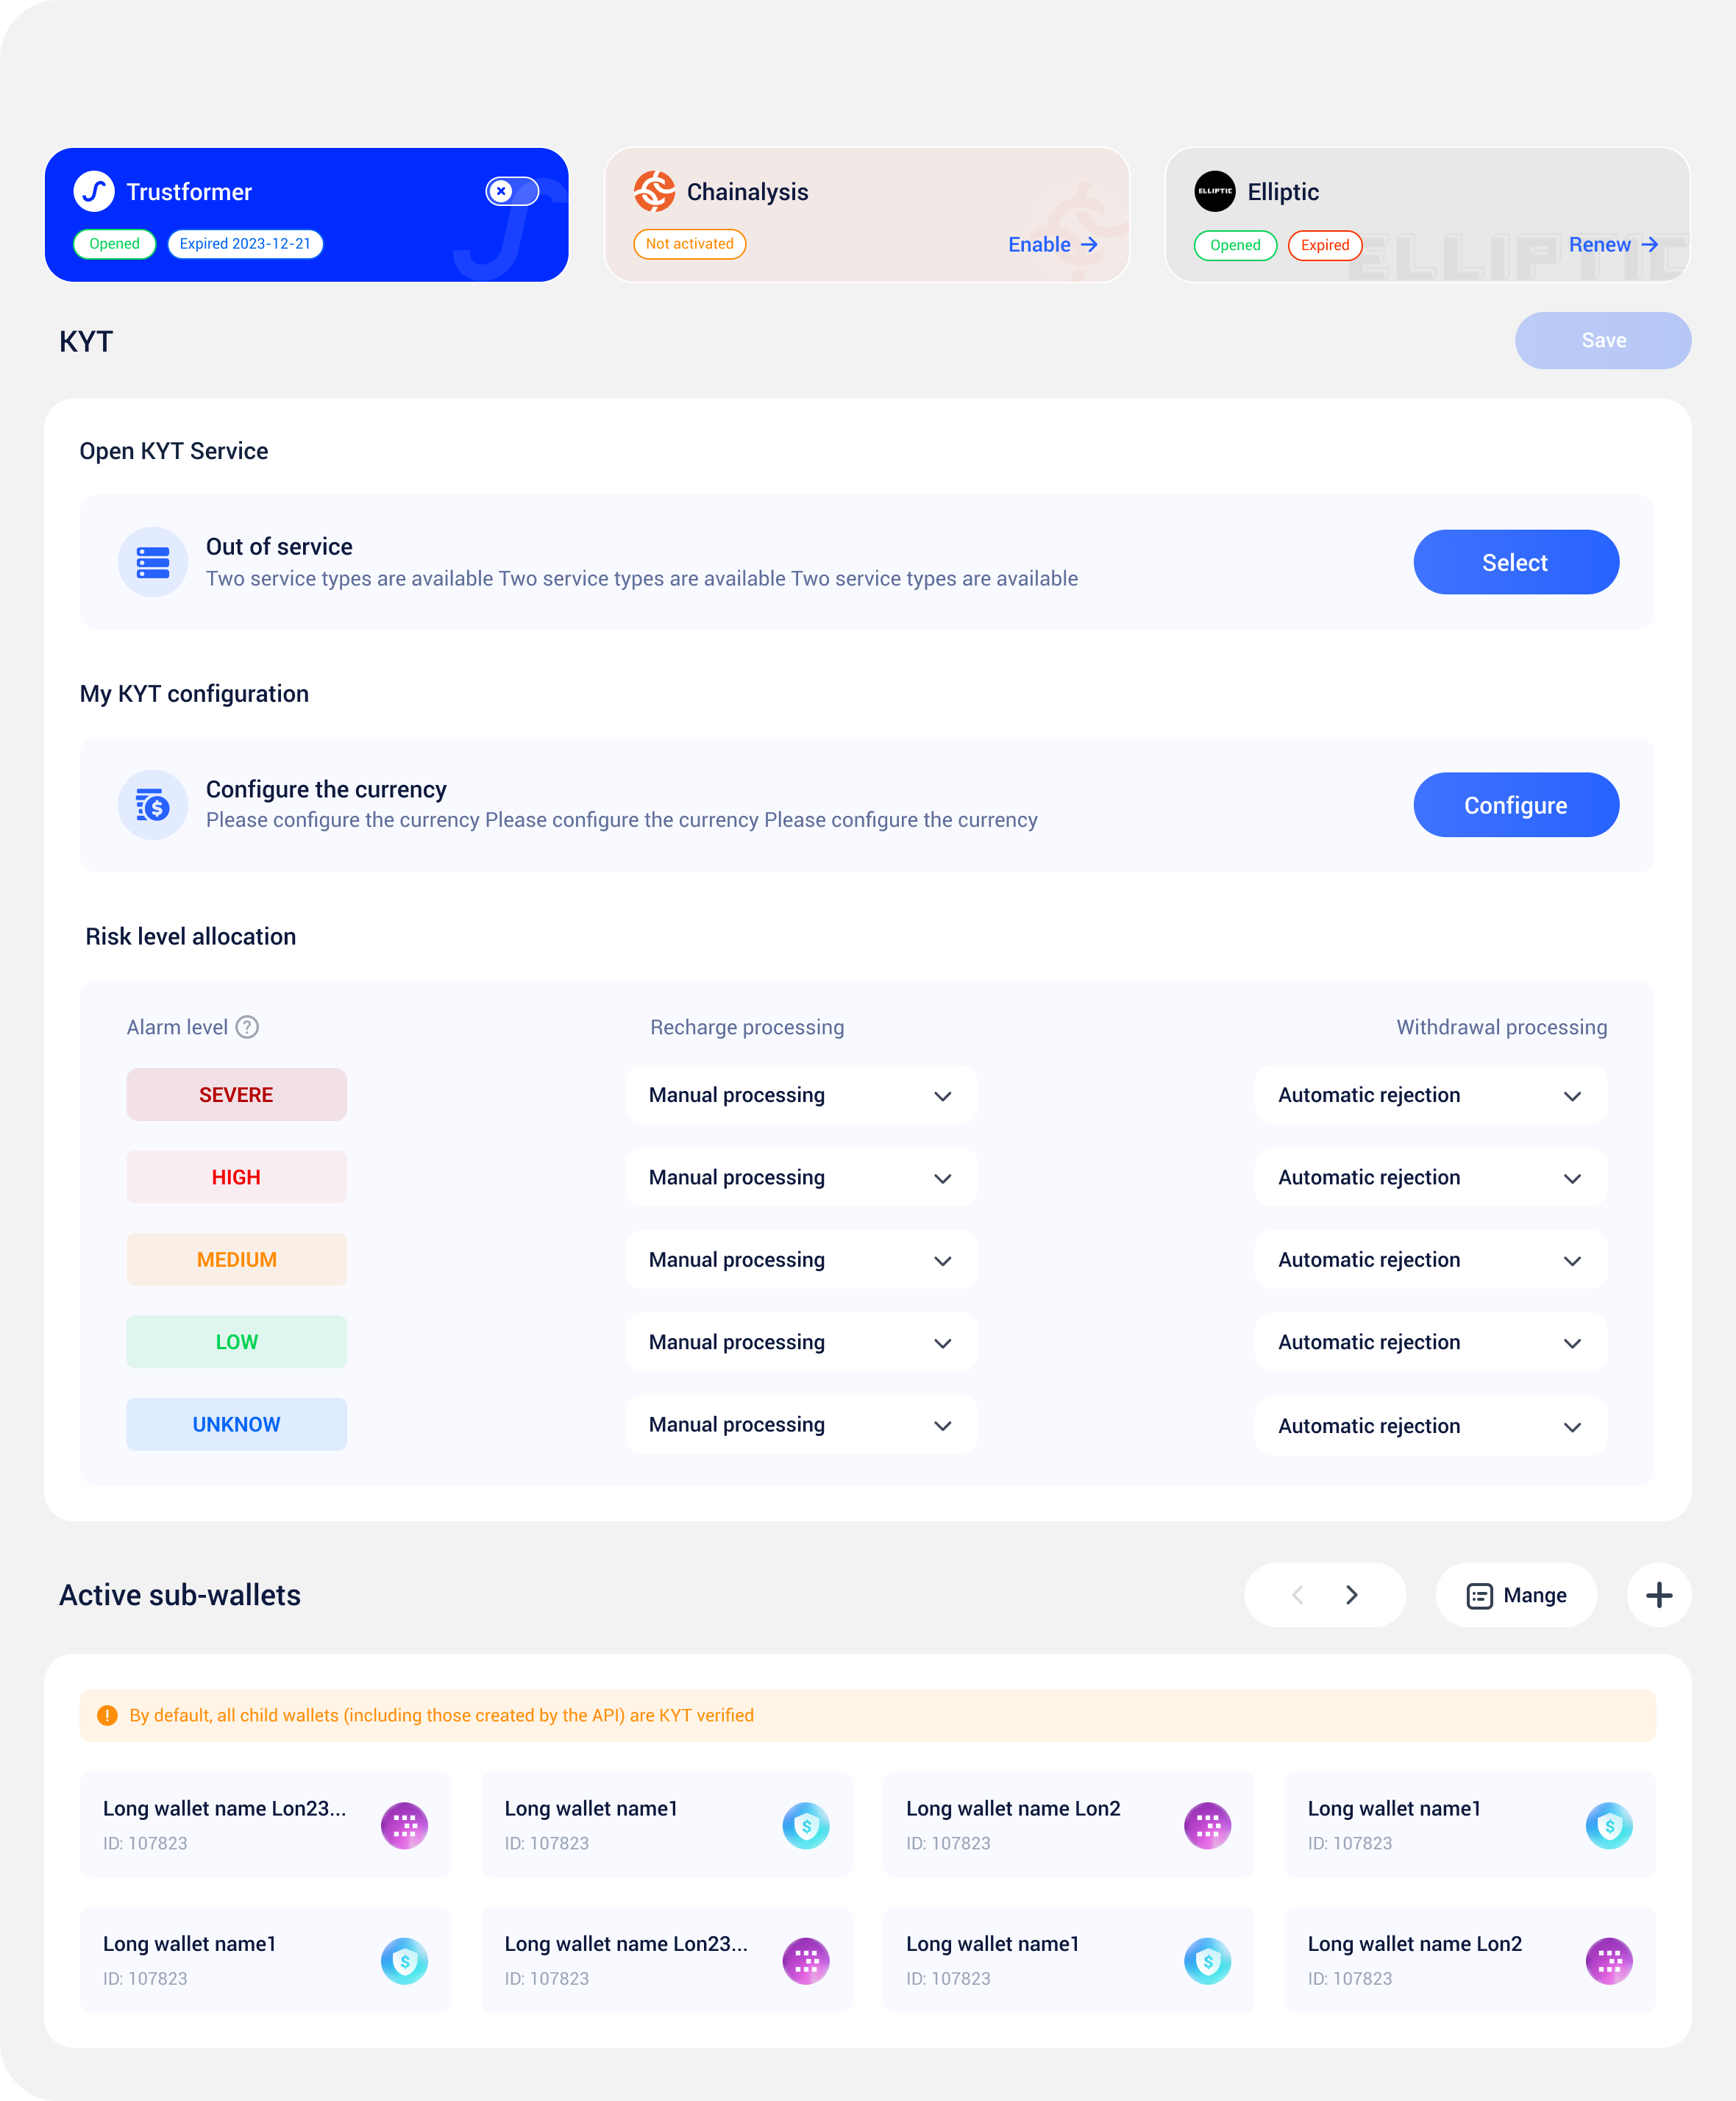 Trustformer
Opened
Expired 2023-12-21
Chainalysis
Not activated
Enable
ELLIPTIC
Elliptic
Opened
Expired
ELLIPTIC
Renew
KYT
Save
Open KYT Service
Out of service
Two service types are available Two service types are available Two service types are available
Select
My KYT configuration
Configure the currency
Please configure the currency Please configure the currency Please configure the currency
Configure
Risk level allocation
Alarm level ?
Recharge processing
Withdrawal processing
SEVERE
Manual processing
Automatic rejection
HIGH
Manual processing
Automatic rejection
MEDIUM
Manual processing
Automatic rejection
LOW
Manual processing
Automatic rejection
UNKNOW
Manual processing
Automatic rejection
Active sub-wallets
Mange
By default, all child wallets (including those created by the API) are KYT verified
Long wallet name Lon23...
ID: 107823
Long wallet name1
ID: 107823
Long wallet name Lon2
ID: 107823
Long wallet name1
ID: 107823
Long wallet name1
ID: 107823
Long wallet name Lon23...
ID: 107823
Long wallet name1
ID: 107823
Long wallet name Lon2
ID: 107823